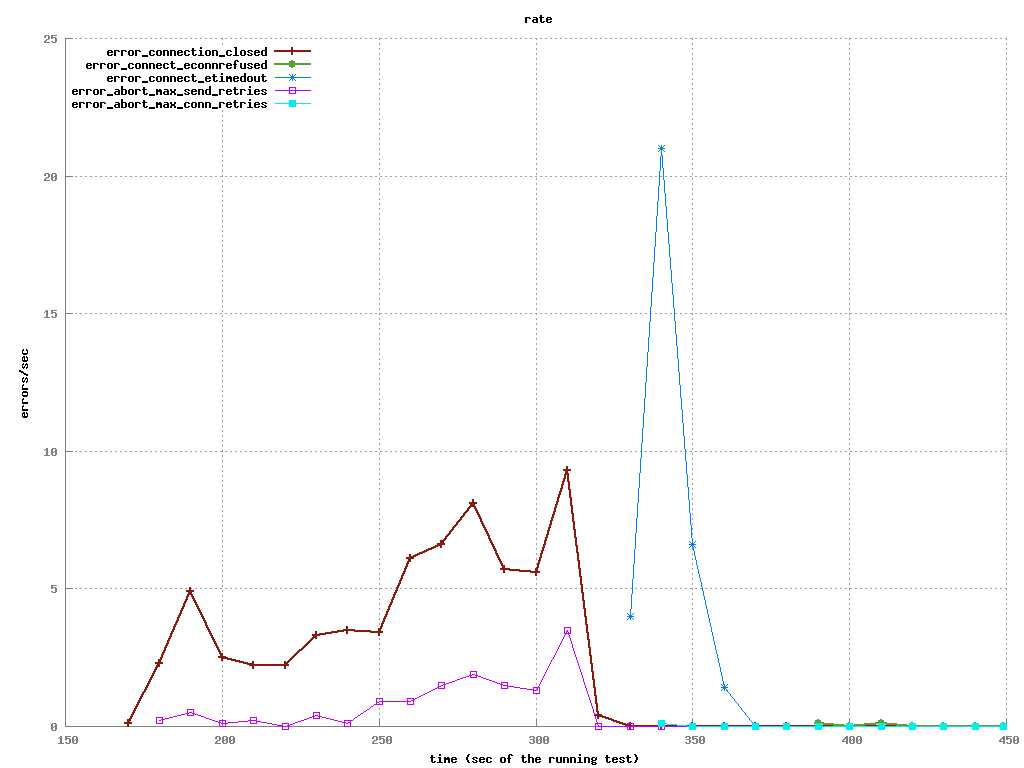 rate
25
error_connection_closed
error_connect_econnrefused
error_connect_etimedout
error_abort_max_send_retries
error_abort_max_conn_retries
20
15
errors/sec
10
5
0
150 200 250 300 350 400 450
time (sec of the running test)